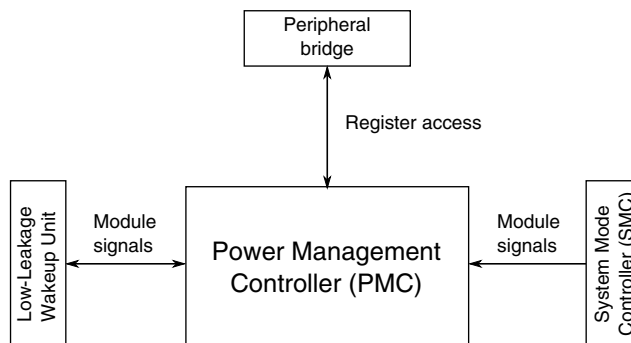 Peripheral
bridge
Register access
Low-Leakage
Wakeup Unit
Module
signals
Power Management
Controller (PMC)
Module
signals
System Mode
Controller (SMC)